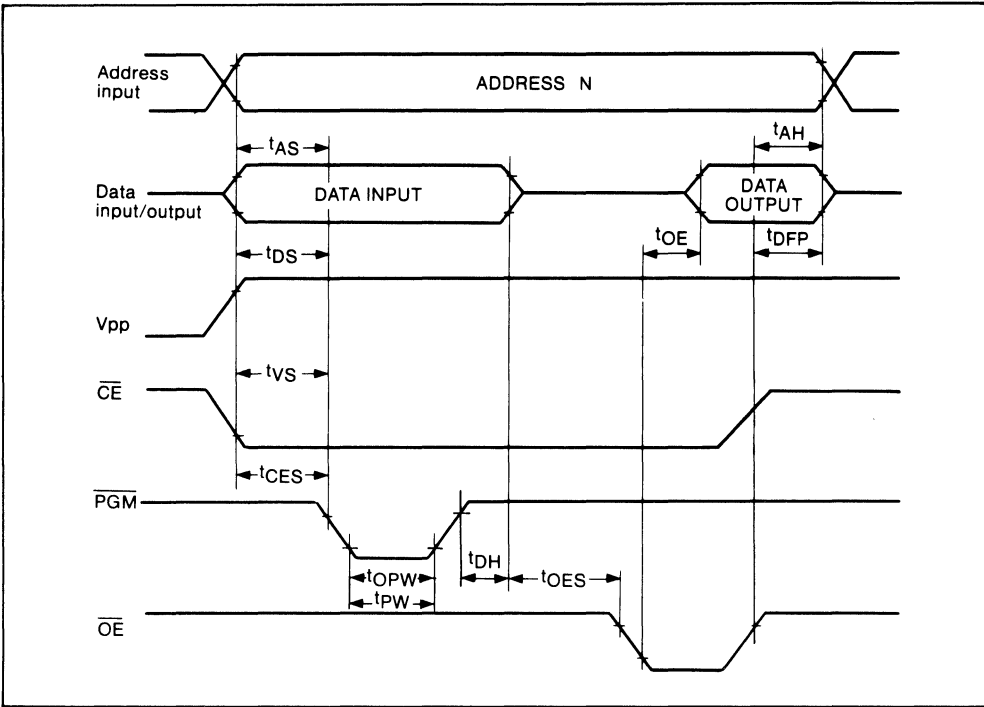 Address
input
ADDRESS N
tAS
tAH
Data
input/output
DATA INPUT
DATA
OUTPUT
tDS
tOE
tDFP
Vpp
tVS
CE
tCES
PGM
tDH
tOES
tOPW
tPW
OE